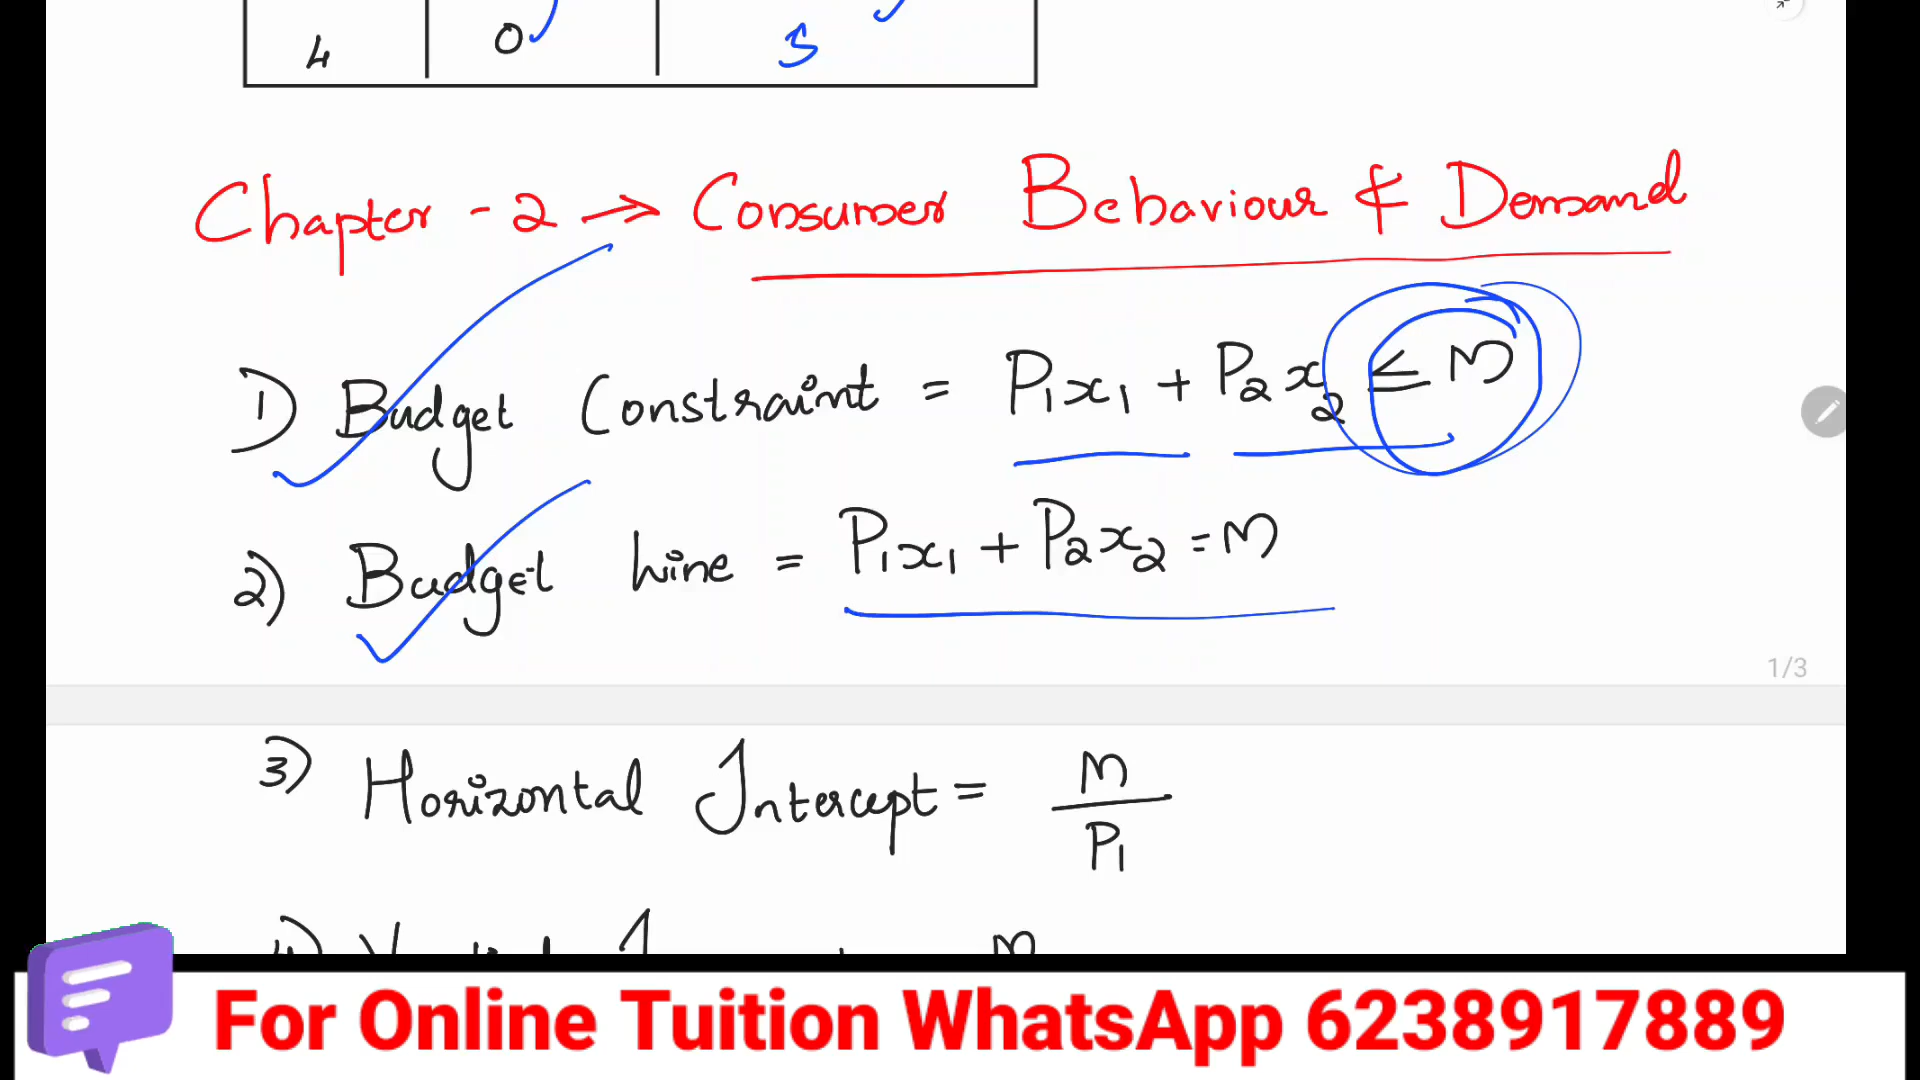 4 0 5
Chapter - 2 → Consumer Behaviour & Demand
1) Budget Constraint = P₁x₁ + P₂x₂ ≤ M
2) Budget Line = P₁x₁ + P₂x₂ = M
1/3
3) Horizontal Intercept = M/P₁
For Online Tuition WhatsApp 6238917889